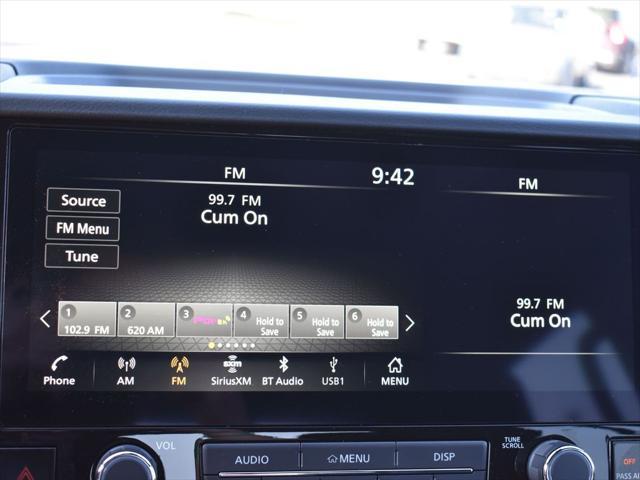 FM
9:42
FM
Source
99.7 FM
Cum On
FM Menu
Tune
99.7 FM
Cum On
1
102.9 FM
2
620 AM
3
4
Hold to
Save
5
Hold to
Save
6
Hold to
Save
Phone
AM
FM
sxm
SiriusXM
BT Audio
USB1
MENU
VOL
AUDIO
MENU
DISP
TUNE
SCROLL
OFF